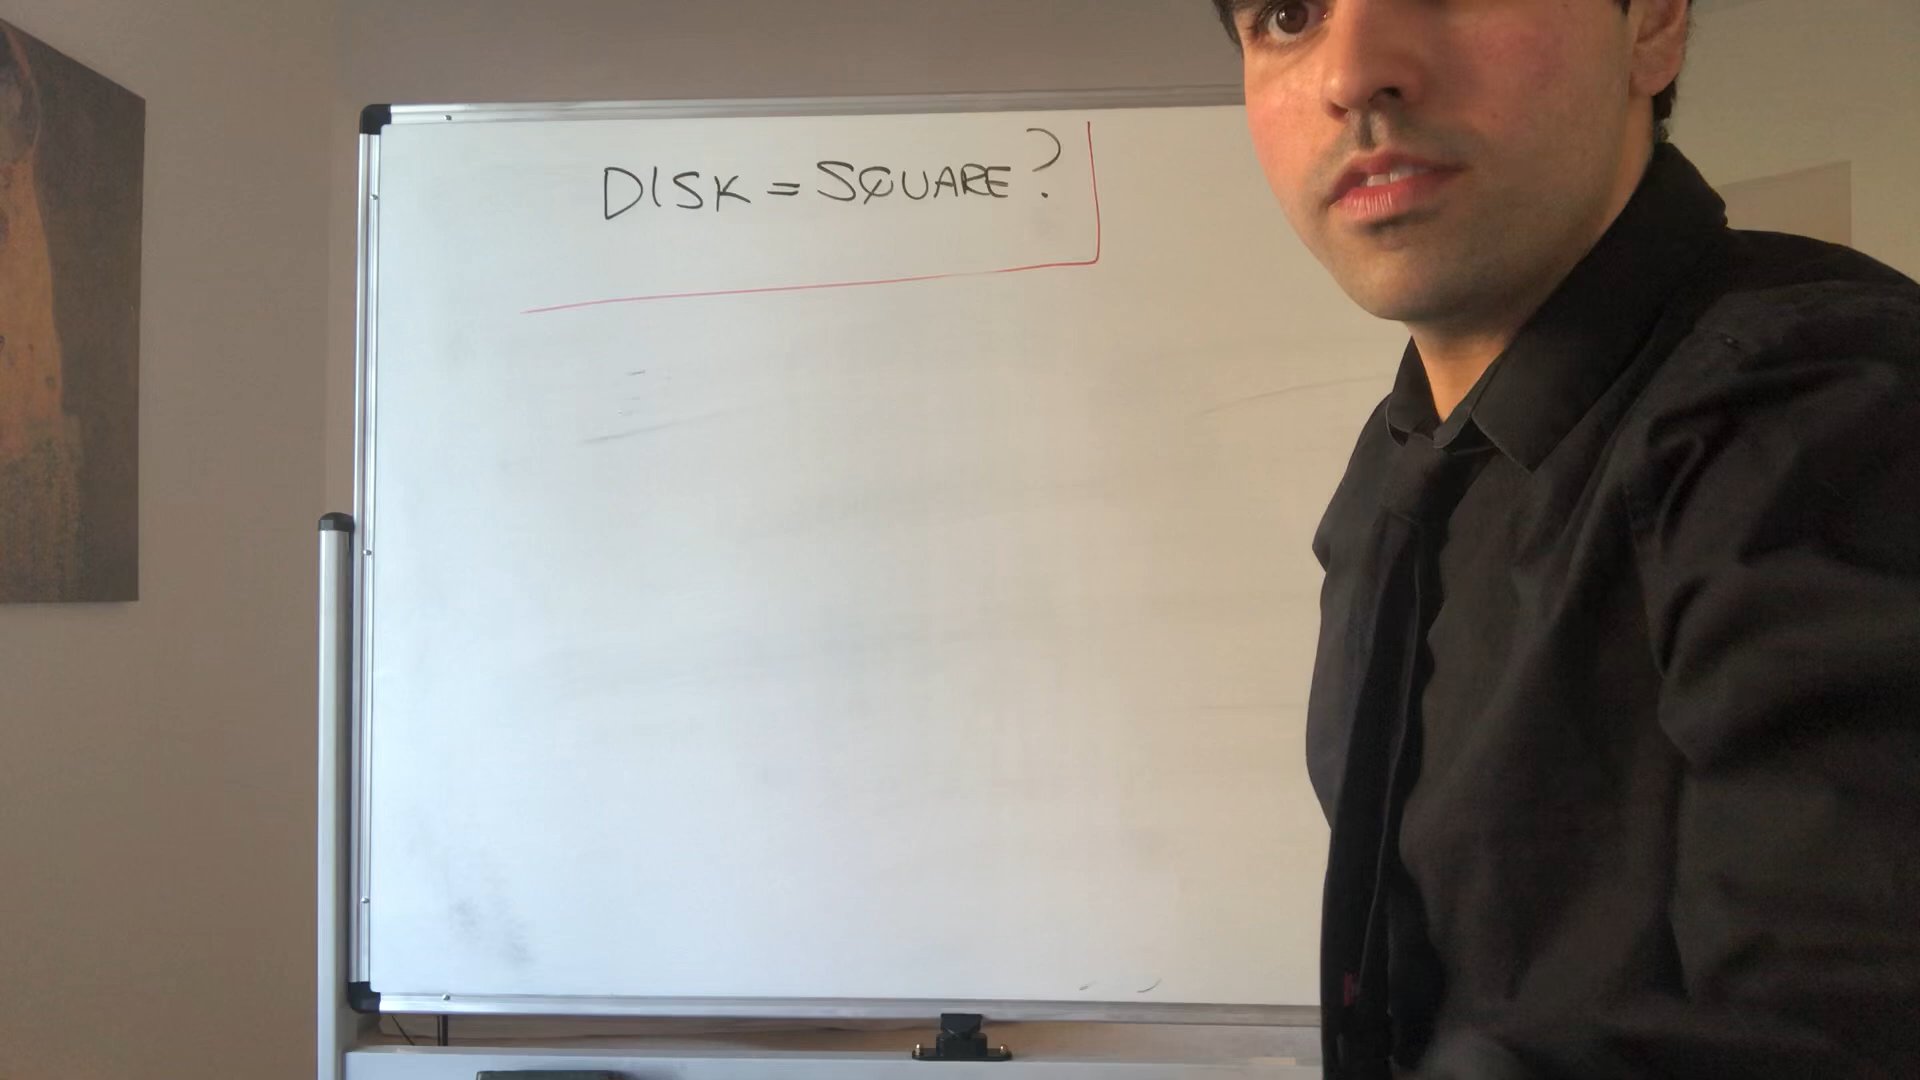 DISK = SQUARE?